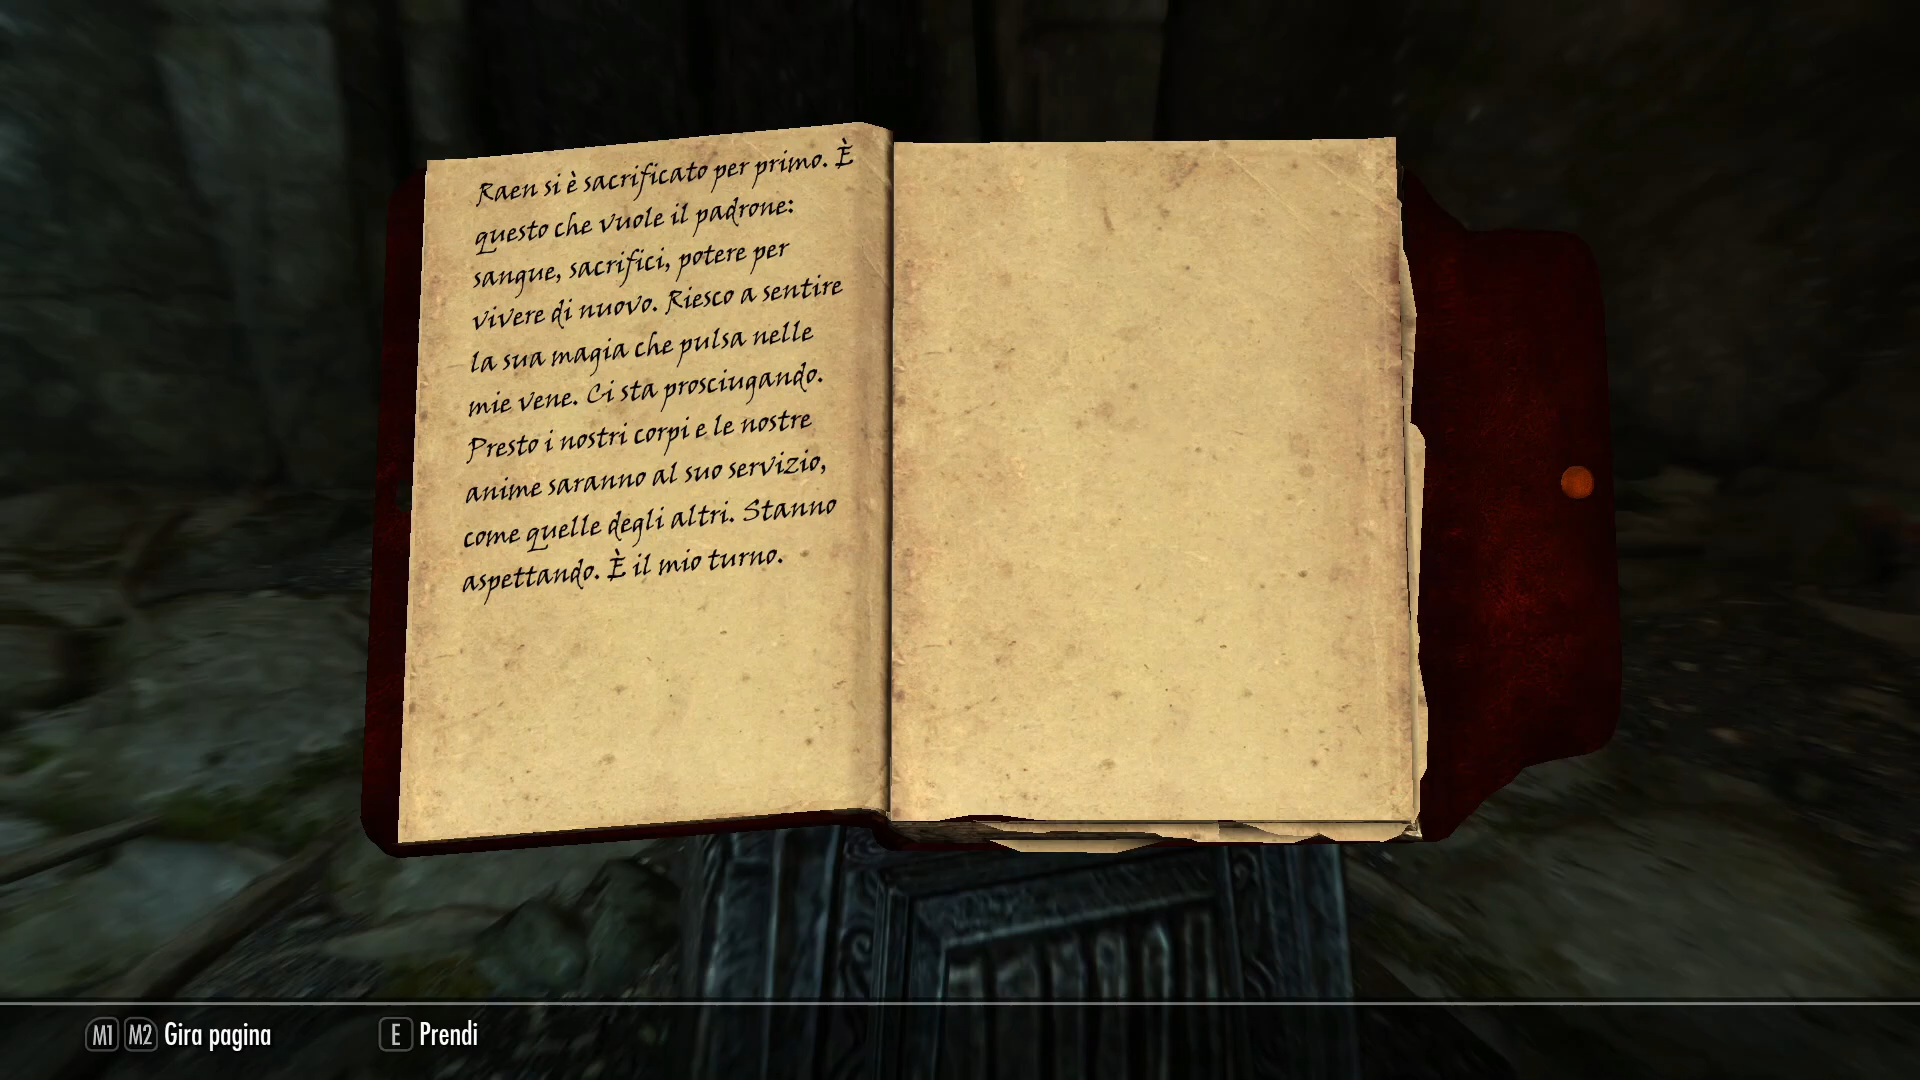 Raen si è sacrificato per primo. È
questo che vuole il padrone:
sangue, sacrifici, potere per
vivere di nuovo. Riesco a sentire
la sua magia che pulsa nelle
mie vene. Ci sta prosciugando.
Presto i nostri corpi e le nostre
anime saranno al suo servizio,
come quelle degli altri. Stanno
aspettando. È il mio turno.
M1 M2 Gira pagina
E Prendi